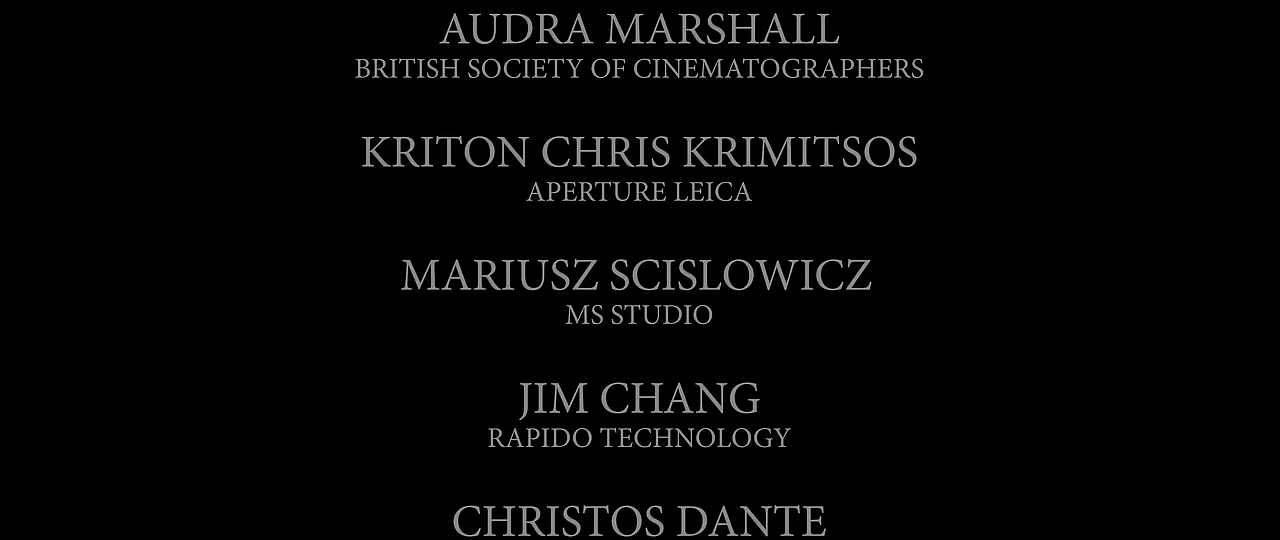 AUDRA MARSHALL
BRITISH SOCIETY OF CINEMATOGRAPHERS
KRITON CHRIS KRIMITSOS
APERTURE LEICA
MARIUSZ SCISLOWICZ
MS STUDIO
JIM CHANG
RAPIDO TECHNOLOGY
CHRISTOS DANTE